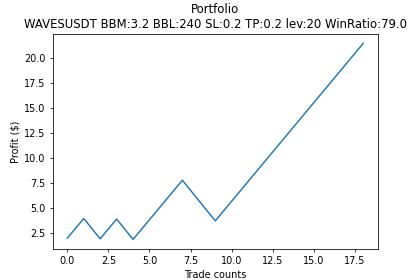 Portfolio
WAVESUSDT BBM:3.2 BBL:240 SL:0.2 TP:0.2 lev:20 WinRatio:79.0
20.0
17.5
15.0
12.5
10.0
7.5
5.0
2.5
Profit ($)
0.0 2.5 5.0 7.5 10.0 12.5 15.0 17.5
Trade counts